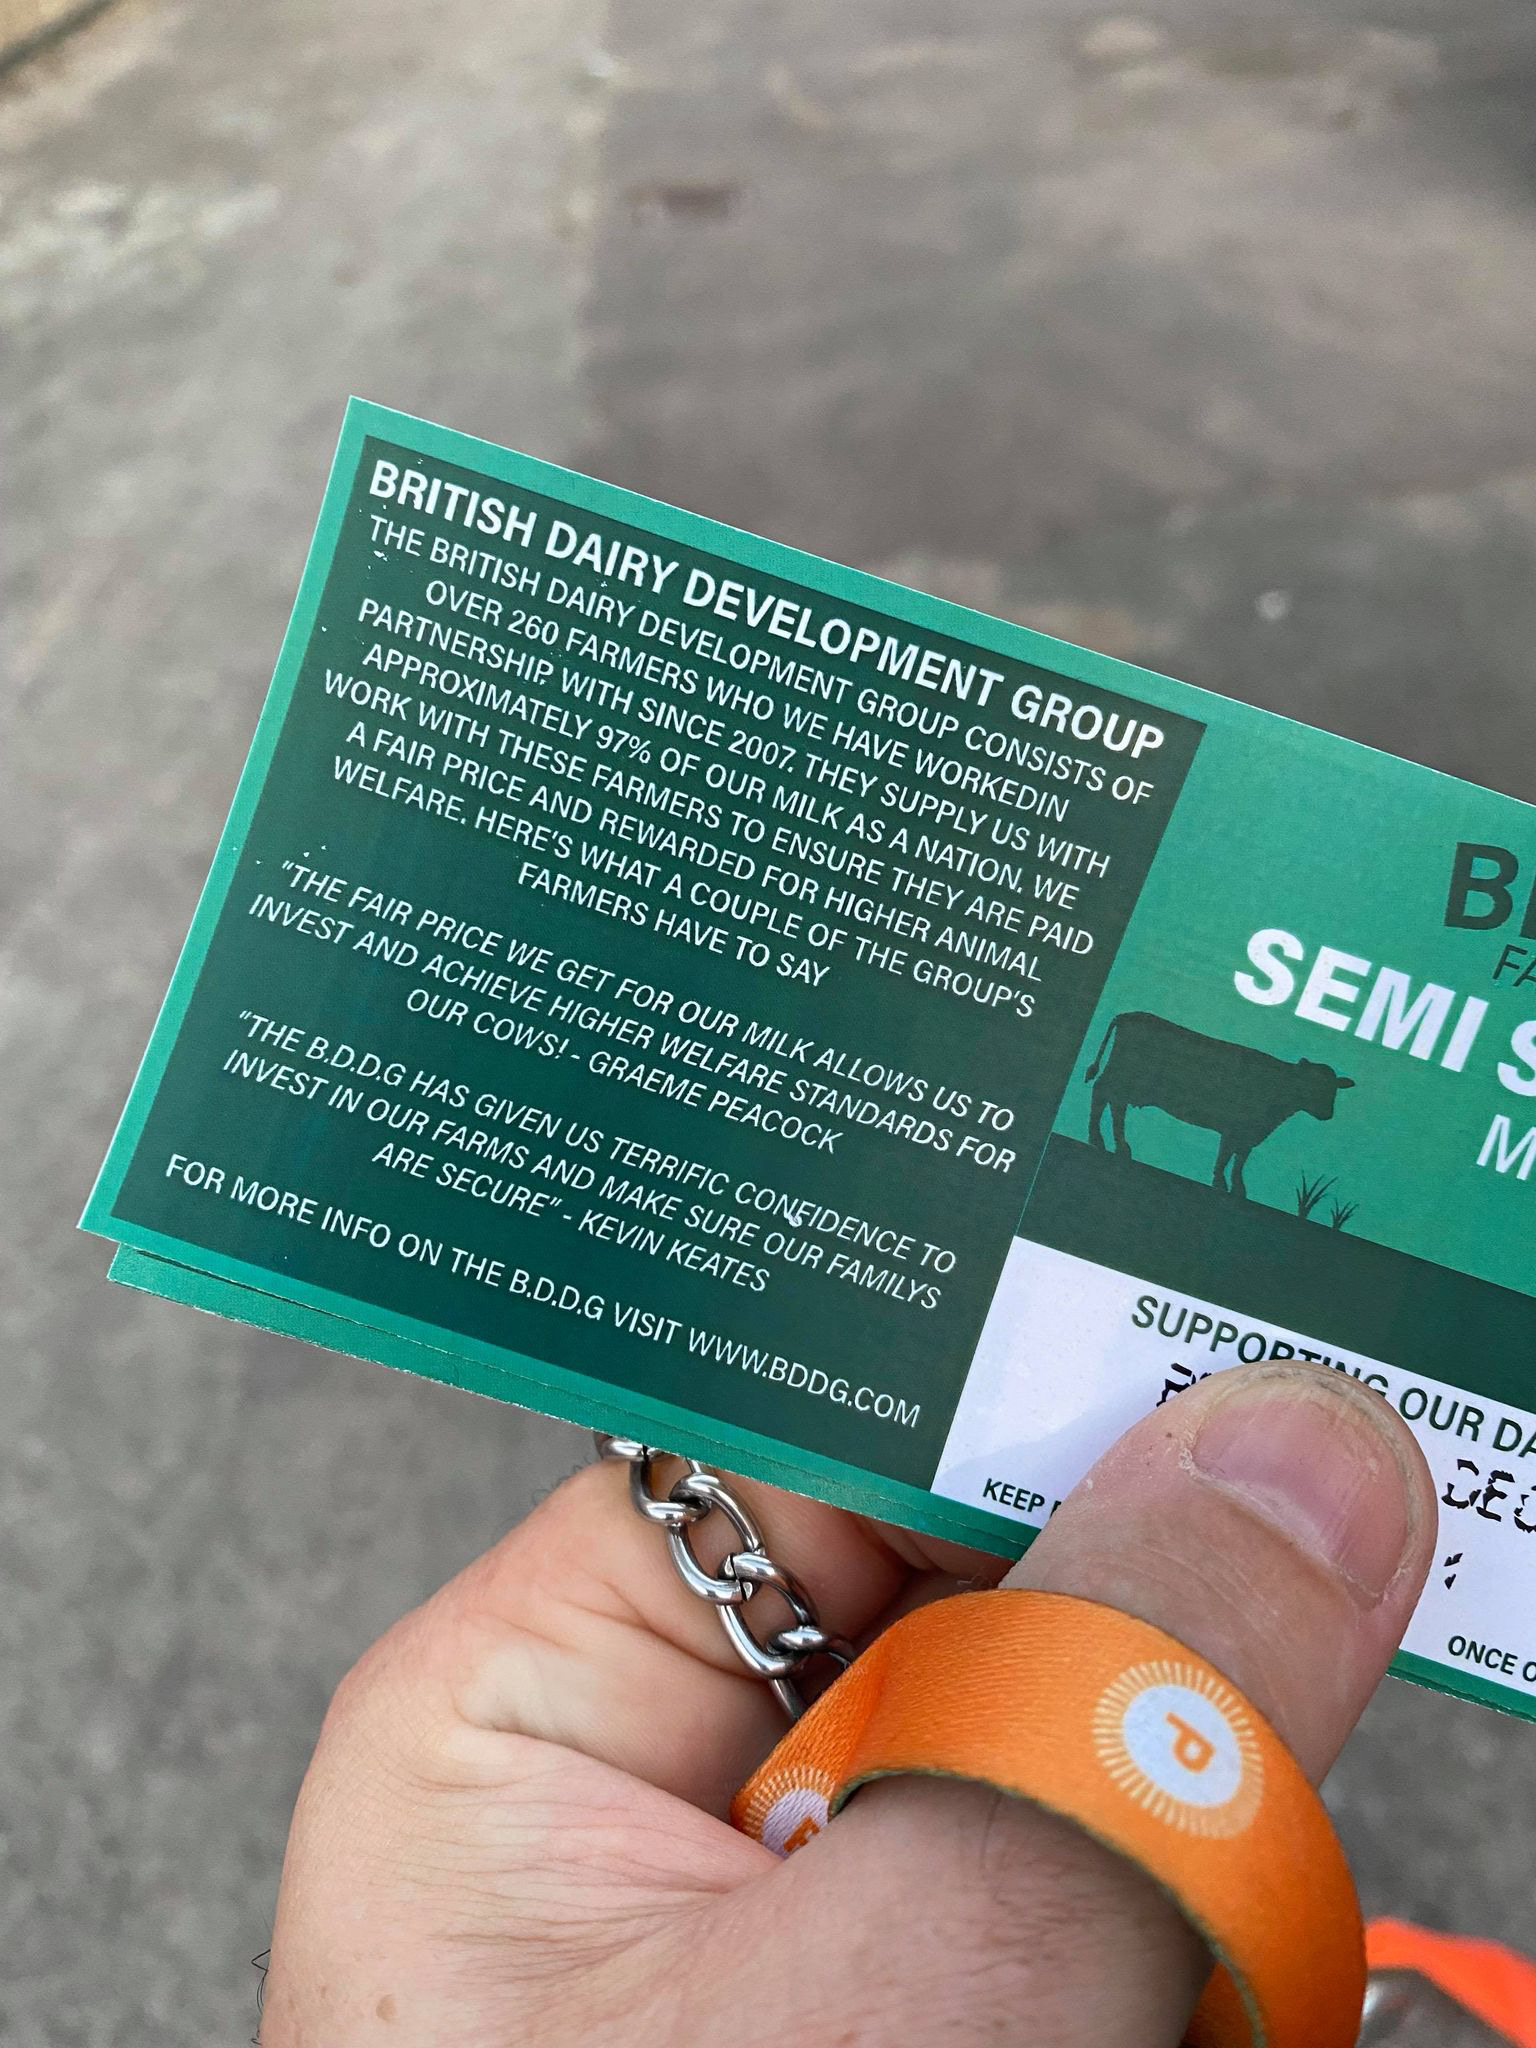 BRITISH DAIRY DEVELOPMENT GROUP
THE BRITISH DAIRY DEVELOPMENT GROUP CONSISTS OF
OVER 260 FARMERS WHO WE HAVE WORKEDIN
PARTNERSHIP WITH SINCE 2007. THEY SUPPLY US WITH
APPROXIMATELY 97% OF OUR MILK AS A NATION. WE
WORK WITH THESE FARMERS TO ENSURE THEY ARE PAID
A FAIR PRICE AND REWARDED FOR HIGHER ANIMAL
WELFARE. HERE'S WHAT A COUPLE OF THE GROUP'S
FARMERS HAVE TO SAY
"THE FAIR PRICE WE GET FOR OUR MILK ALLOWS US TO
INVEST AND ACHIEVE HIGHER WELFARE STANDARDS FOR
OUR COWS! - GRAEME PEACOCK
"THE B.D.D.G HAS GIVEN US TERRIFIC CONFIDENCE TO
INVEST IN OUR FARMS AND MAKE SURE OUR FAMILYS
ARE SECURE" - KEVIN KEATES
FOR MORE INFO ON THE B.D.D.G VISIT WWW.BDDG.COM
SEMI
SUPPORTING OUR
KEEP
ONCE
P